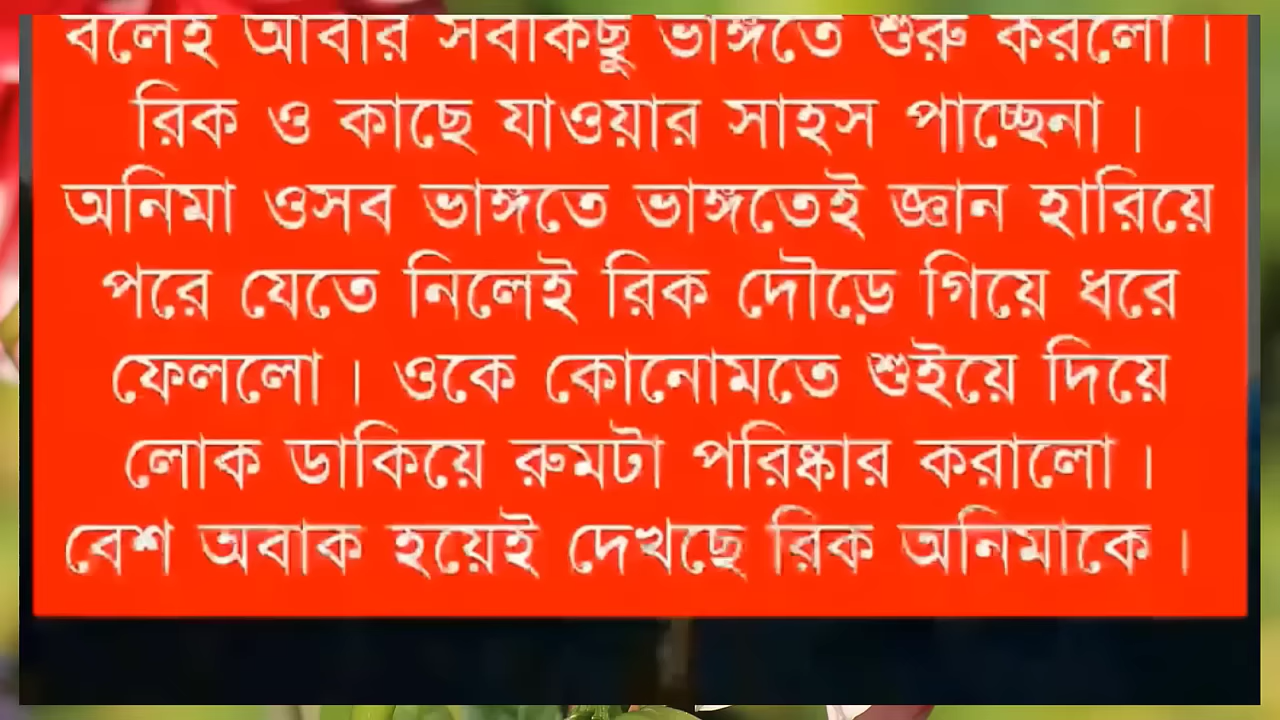 বলেই আবার সবকিছু ভাঙ্গতে শুরু করলো।
রিক ও কাছে যাওয়ার সাহস পাচ্ছেনা।
অনিমা ওসব ভাঙ্গতে ভাঙ্গতেই জ্ঞান হারিয়ে
পরে যেতে নিলেই রিক দৌড়ে গিয়ে ধরে
ফেললো। ওকে কোনোমতে শুইয়ে দিয়ে
লোক ডাকিয়ে রুমটা পরিষ্কার করালো।
বেশ অবাক হয়েই দেখছে রিক অনিমাকে।